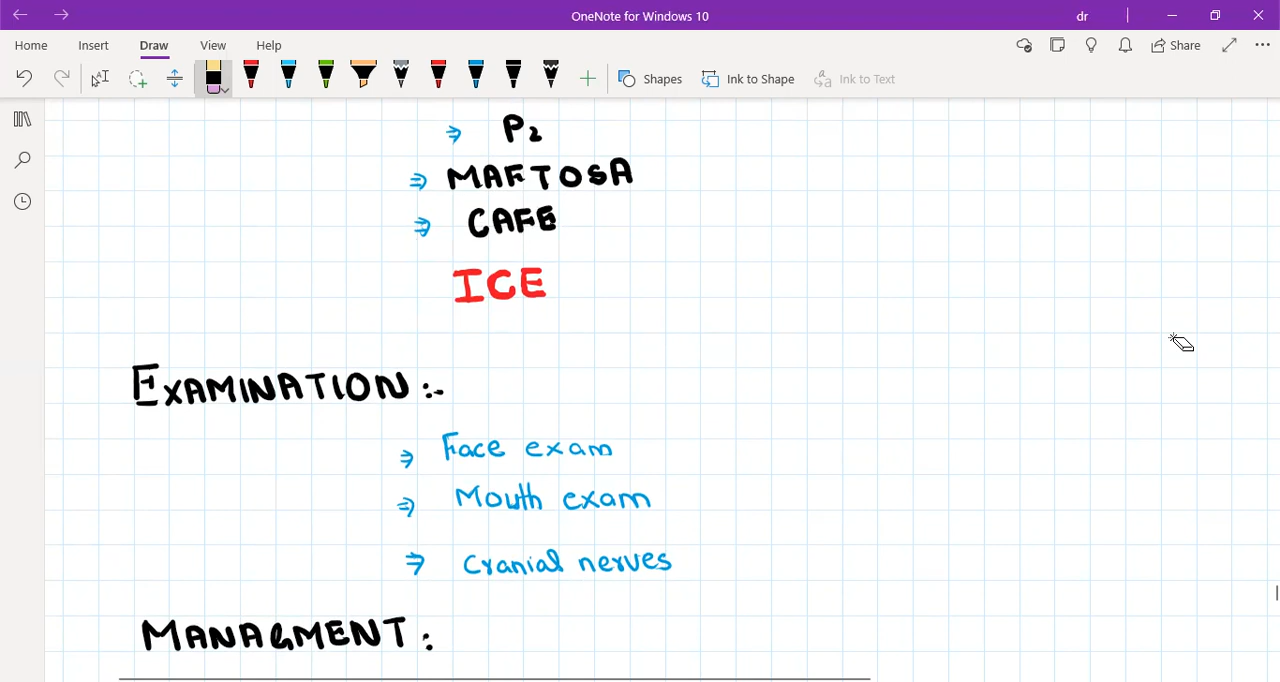 OneNote for Windows 10
dr
Home Insert Draw View Help
Share
Shapes Ink to Shape Ink to Text
⇒ P2
⇒ MAFTOSA
⇒ CAFE
ICE
EXAMINATION :-
⇒ Face exam
⇒ Mouth exam
⇒ Cranial nerves
MANAGMENT :